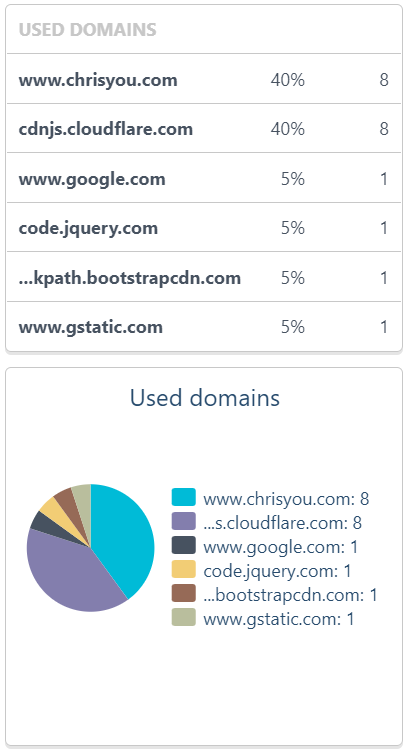 USED DOMAINS
www.chrisyou.com 40% 8
cdnjs.cloudflare.com 40% 8
www.google.com 5% 1
code.jquery.com 5% 1
...kpath.bootstrapcdn.com 5% 1
www.gstatic.com 5% 1
Used domains
www.chrisyou.com: 8
...s.cloudflare.com: 8
www.google.com: 1
code.jquery.com: 1
...bootstrapcdn.com: 1
www.gstatic.com: 1